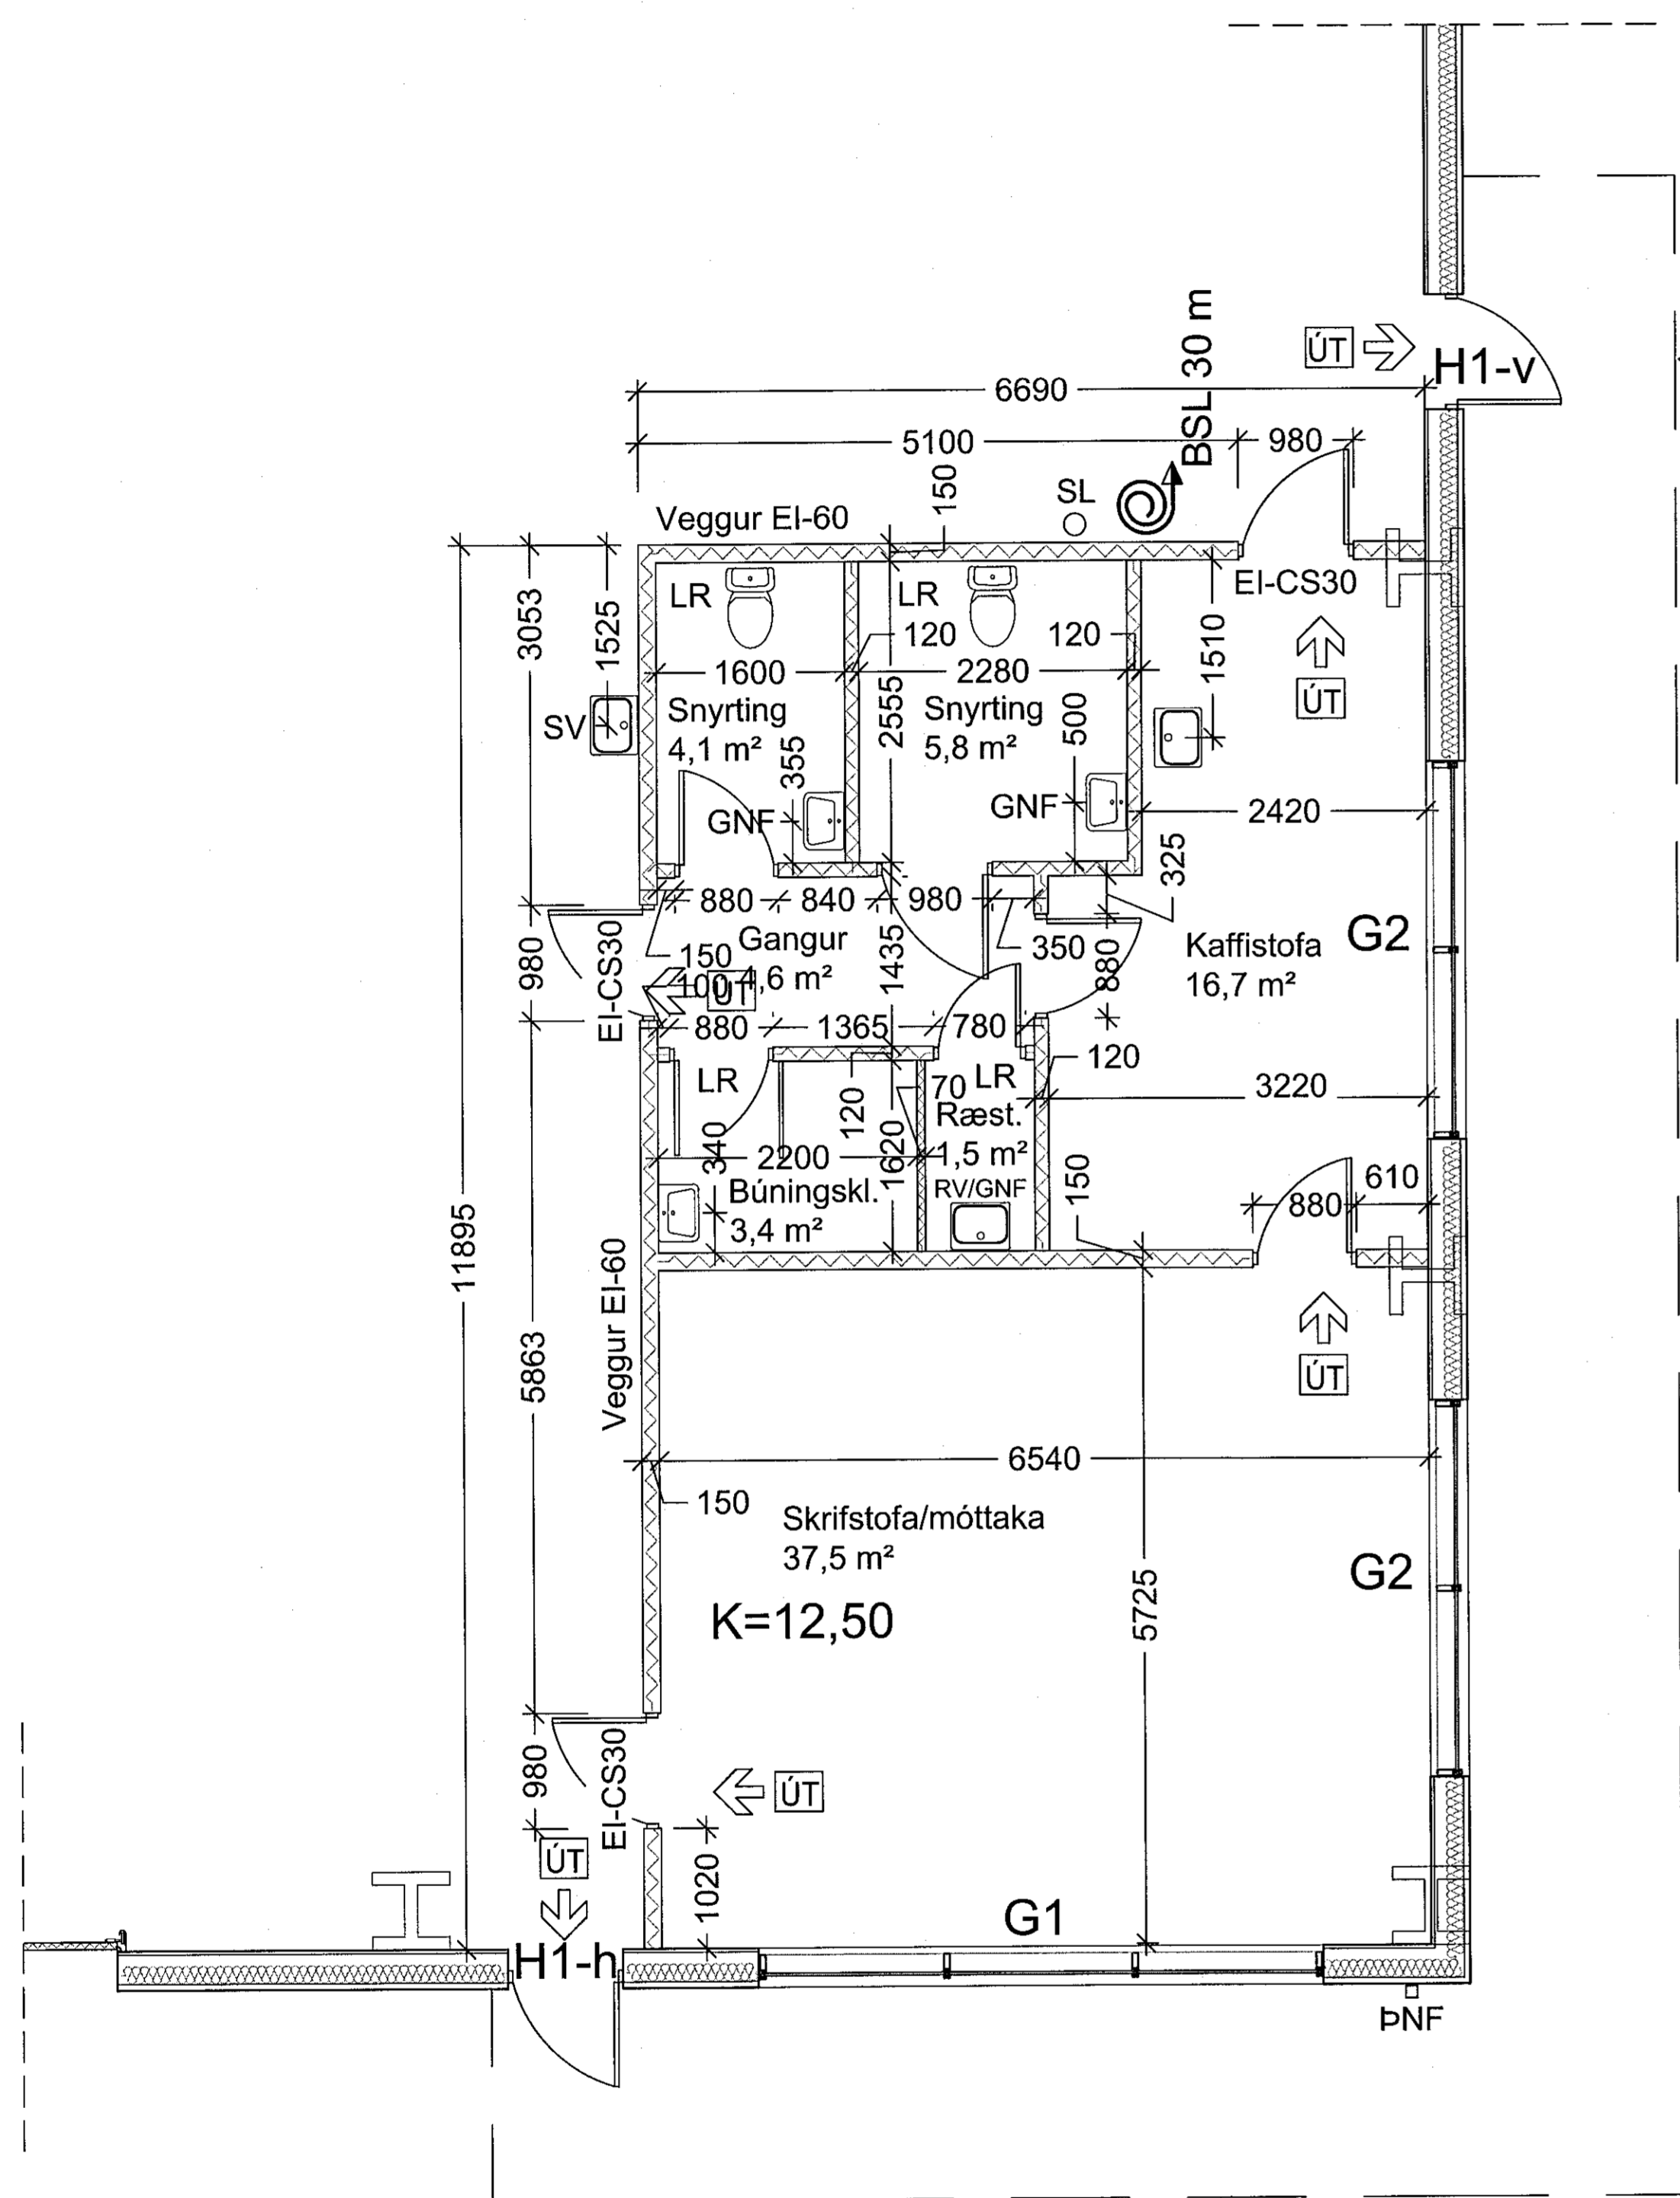 BSL 30 m
ÚT
H1-v
6690
5100
980
150
SL
Veggur EI-60
EI-CS30
3053
1525
LR
LR
120
120
1510
1600
2280
2555
ÚT
SV
Snyrting
4,1 m²
355
Snyrting
5,8 m²
500
GNF
GNF
2420
325
880
840
980
980
EI-CS30
150
100
Gangur
4,6 m²
ÚT
1435
350
880
Kaffistofa
16,7 m²
G2
880
1365
780
LR
120
70
LR
120
3220
Ræst.
1,5 m²
RV/GNF
340
2200
1620
150
610
880
Búningskl.
3,4 m²
11895
Veggur EI-60
5863
ÚT
6540
150
Skrifstofa/móttaka
37,5 m²
K=12,50
5725
G2
980
EI-CS30
ÚT
ÚT
1020
G1
H1-h
ÞNF